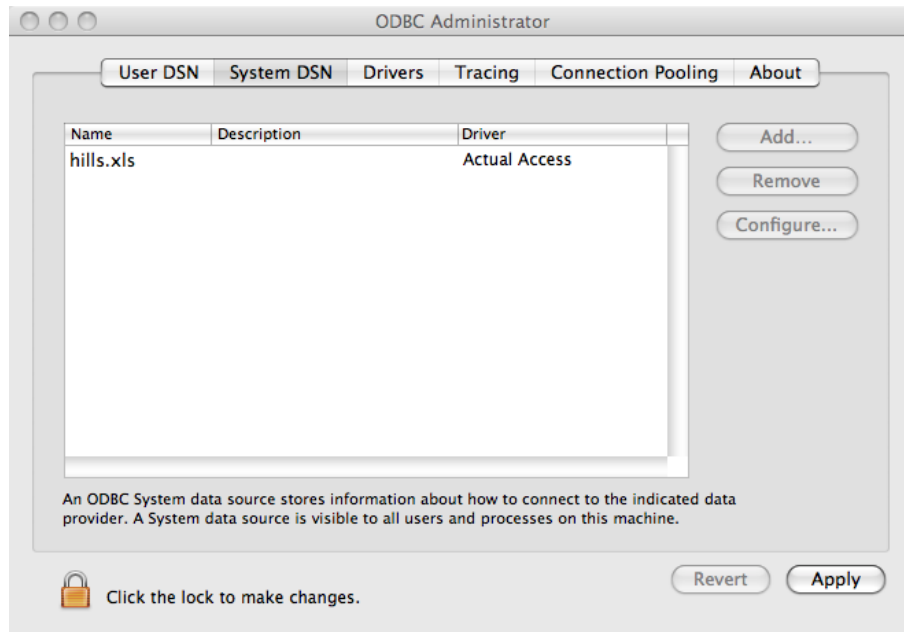 ODBC Administrator
User DSN System DSN Drivers Tracing Connection Pooling About
Name Description Driver
hills.xls Actual Access
Add...
Remove
Configure...
An ODBC System data source stores information about how to connect to the indicated data
provider. A System data source is visible to all users and processes on this machine.
Click the lock to make changes.
Revert Apply